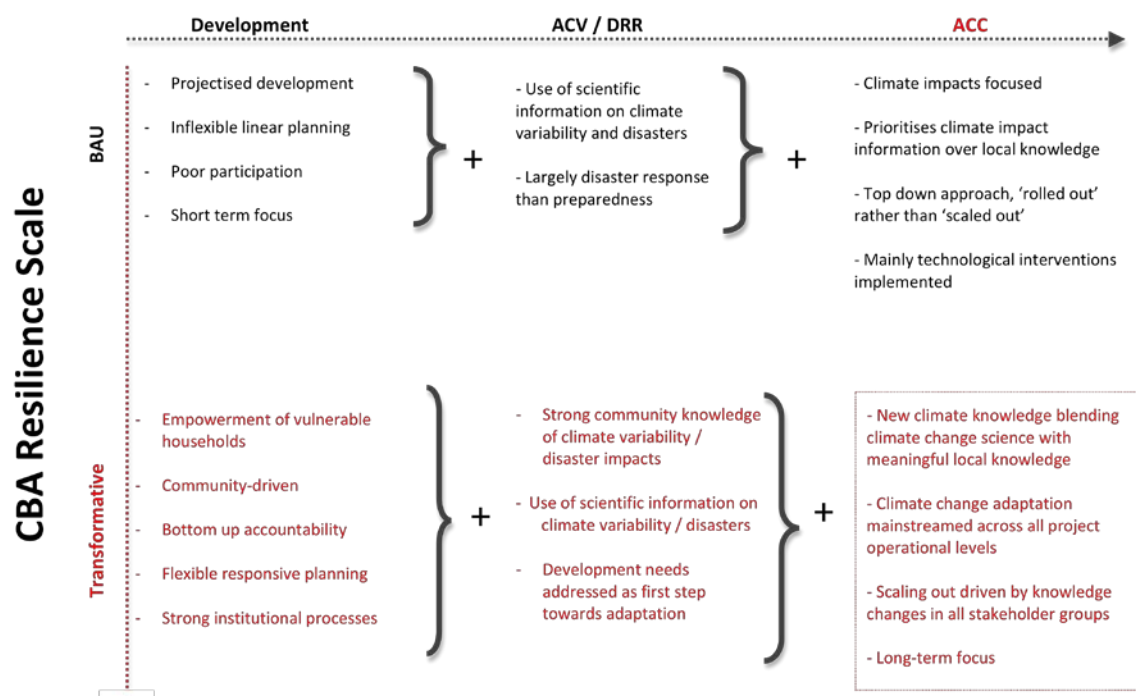 CBA Resilience Scale
Development
ACV / DRR
ACC
BAU
- Projectised development
- Inflexible linear planning
- Poor participation
- Short term focus
+
- Use of scientific
information on climate
variability and disasters
- Largely disaster response
than preparedness
+
- Climate impacts focused
- Prioritises climate impact
information over local knowledge
- Top down approach, ‘rolled out’
rather than ‘scaled out’
- Mainly technological interventions
implemented
Transformative
- Empowerment of vulnerable
households
- Community-driven
- Bottom up accountability
- Flexible responsive planning
- Strong institutional processes
+
- Strong community knowledge
of climate variability /
disaster impacts
- Use of scientific information on
climate variability / disasters
- Development needs
addressed as first step
towards adaptation
+
- New climate knowledge blending
climate change science with
meaningful local knowledge
- Climate change adaptation
mainstreamed across all project
operational levels
- Scaling out driven by knowledge
changes in all stakeholder groups
- Long-term focus